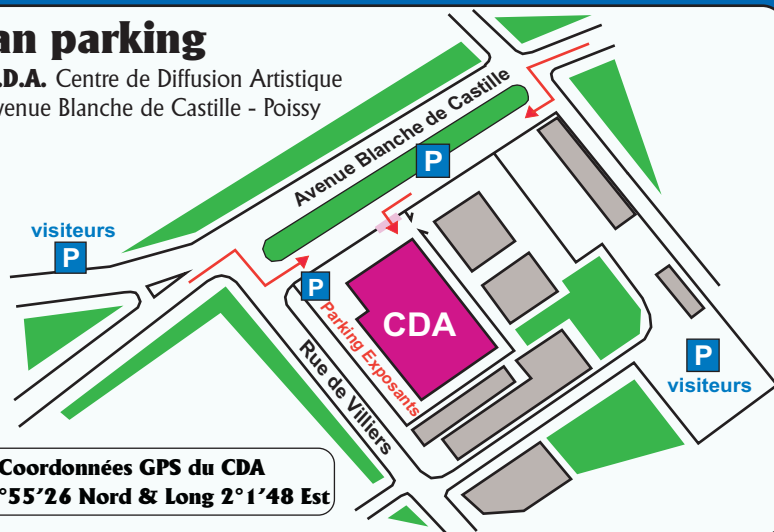 an parking
.D.A. Centre de Diffusion Artistique
venue Blanche de Castille - Poissy
Avenue Blanche de Castille
P
visiteurs
P
P
CDA
Parking Exposants
Rue de Villiers
P
visiteurs
Coordonnées GPS du CDA
°55’26 Nord & Long 2°1’48 Est